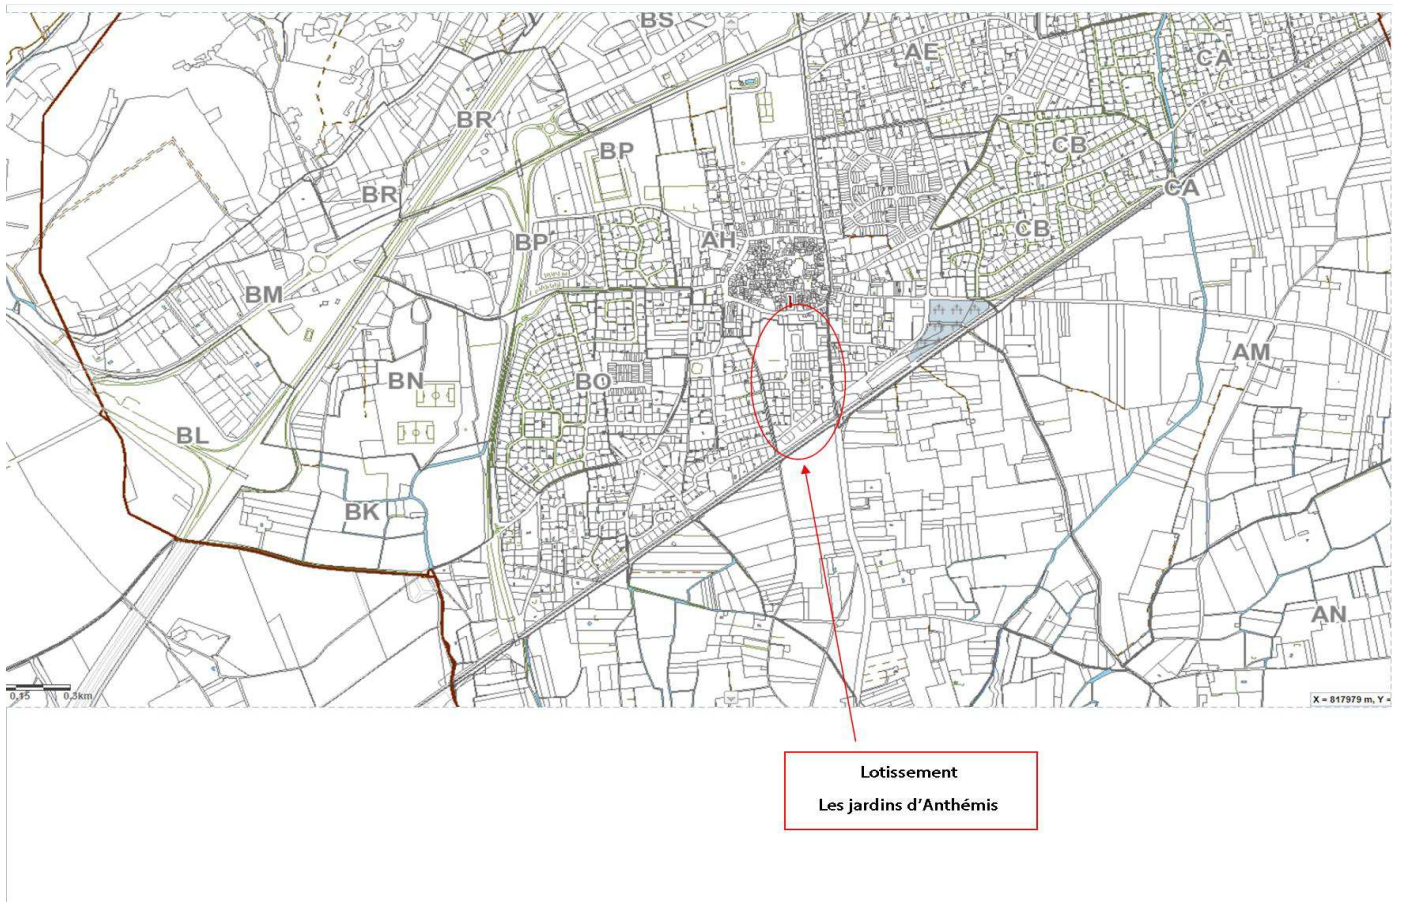 BS
AE
CA
BR
BP
CB
BR
CA
BP
AH
CB
BM
AM
BN
BO
BL
BK
AN
0,15 0,3km
X = 817979 m, Y =
Lotissement
Les jardins d'Anthémis